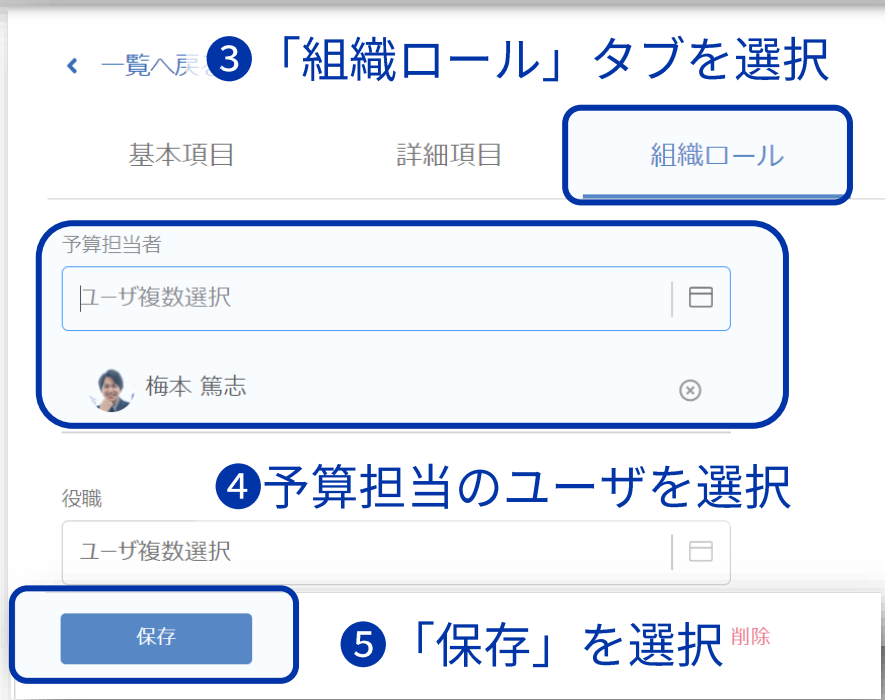 一覧へ戻る
❸「組織ロール」タブを選択
基本項目
詳細項目
組織ロール
予算担当者
ユーザ複数選択
梅本 篤志
❹予算担当のユーザを選択
役職
ユーザ複数選択
保存
❺「保存」を選択
削除